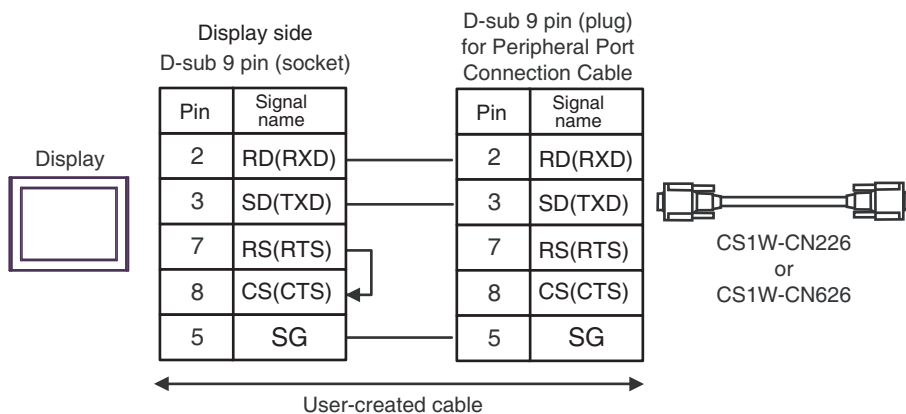 Display side
D-sub 9 pin (socket)
D-sub 9 pin (plug)
for Peripheral Port
Connection Cable
Pin Signal name Pin Signal name
Display
2 RD(RXD) 2 RD(RXD)
3 SD(TXD) 3 SD(TXD)
7 RS(RTS) 7 RS(RTS)
8 CS(CTS) 8 CS(CTS)
5 SG 5 SG
CS1W-CN226
or
CS1W-CN626
User-created cable